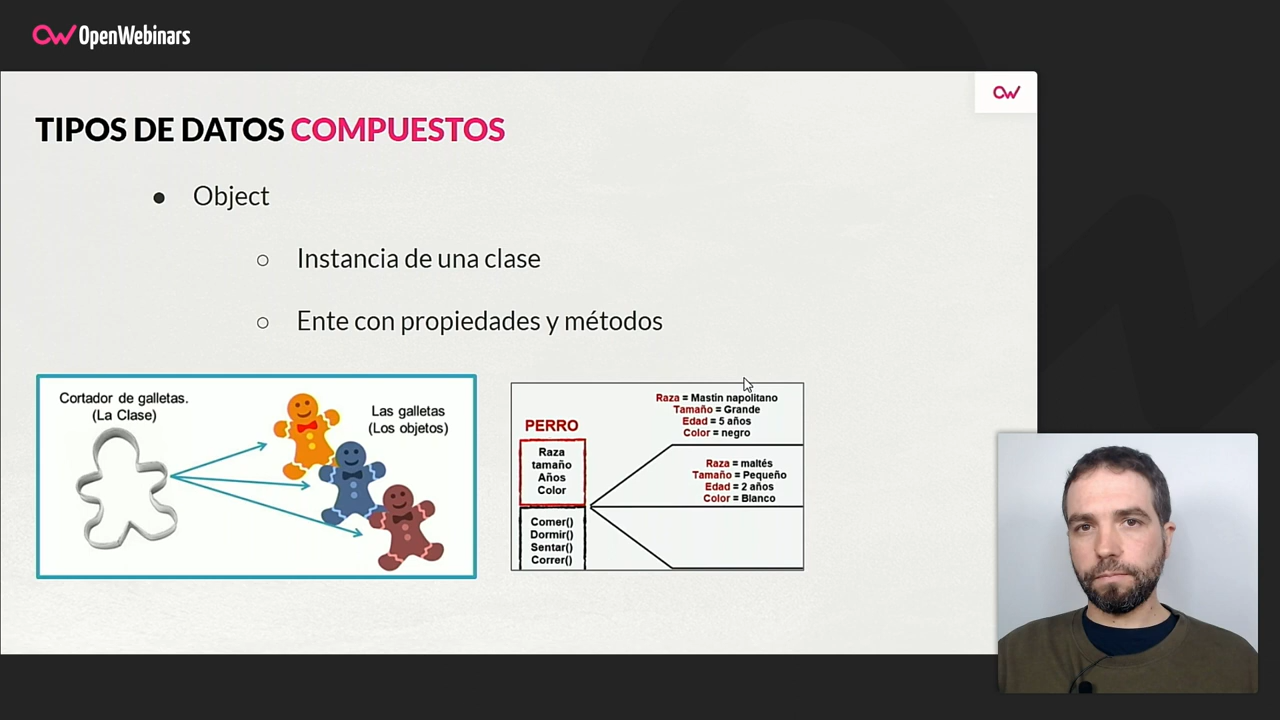 OpenWebinars
TIPOS DE DATOS COMPUESTOS
● Object
○ Instancia de una clase
○ Ente con propiedades y métodos
Cortador de galletas.
(La Clase)
Las galletas
(Los objetos)
PERRO
Raza
tamaño
Años
Color
Comer()
Dormir()
Sentar()
Correr()
Raza = Mastín napolitano
Tamaño = Grande
Edad = 5 años
Color = negro
Raza = maltés
Tamaño = Pequeño
Edad = 2 años
Color = Blanco